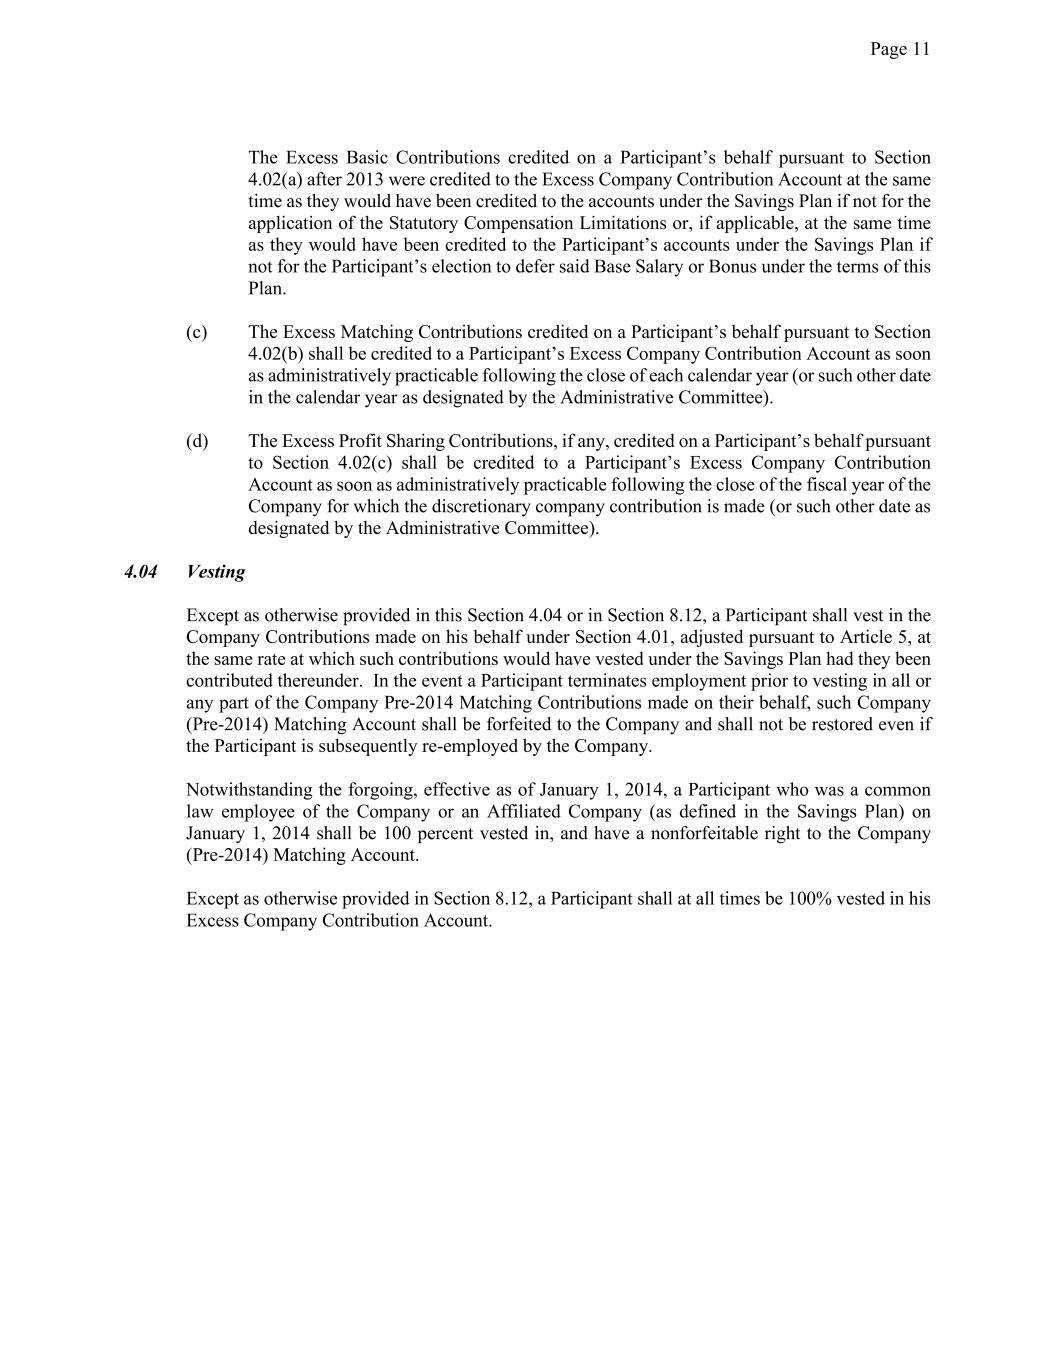 Page 11
The Excess Basic Contributions credited on a Participant’s behalf pursuant to Section
4.02(a) after 2013 were credited to the Excess Company Contribution Account at the same
time as they would have been credited to the accounts under the Savings Plan if not for the
application of the Statutory Compensation Limitations or, if applicable, at the same time
as they would have been credited to the Participant’s accounts under the Savings Plan if
not for the Participant’s election to defer said Base Salary or Bonus under the terms of this
Plan.
(c) The Excess Matching Contributions credited on a Participant’s behalf pursuant to Section
4.02(b) shall be credited to a Participant’s Excess Company Contribution Account as soon
as administratively practicable following the close of each calendar year (or such other date
in the calendar year as designated by the Administrative Committee).
(d) The Excess Profit Sharing Contributions, if any, credited on a Participant’s behalf pursuant
to Section 4.02(c) shall be credited to a Participant’s Excess Company Contribution
Account as soon as administratively practicable following the close of the fiscal year of the
Company for which the discretionary company contribution is made (or such other date as
designated by the Administrative Committee).
4.04 Vesting
Except as otherwise provided in this Section 4.04 or in Section 8.12, a Participant shall vest in the
Company Contributions made on his behalf under Section 4.01, adjusted pursuant to Article 5, at
the same rate at which such contributions would have vested under the Savings Plan had they been
contributed thereunder. In the event a Participant terminates employment prior to vesting in all or
any part of the Company Pre-2014 Matching Contributions made on their behalf, such Company
(Pre-2014) Matching Account shall be forfeited to the Company and shall not be restored even if
the Participant is subsequently re-employed by the Company.
Notwithstanding the forgoing, effective as of January 1, 2014, a Participant who was a common
law employee of the Company or an Affiliated Company (as defined in the Savings Plan) on
January 1, 2014 shall be 100 percent vested in, and have a nonforfeitable right to the Company
(Pre-2014) Matching Account.
Except as otherwise provided in Section 8.12, a Participant shall at all times be 100% vested in his
Excess Company Contribution Account.